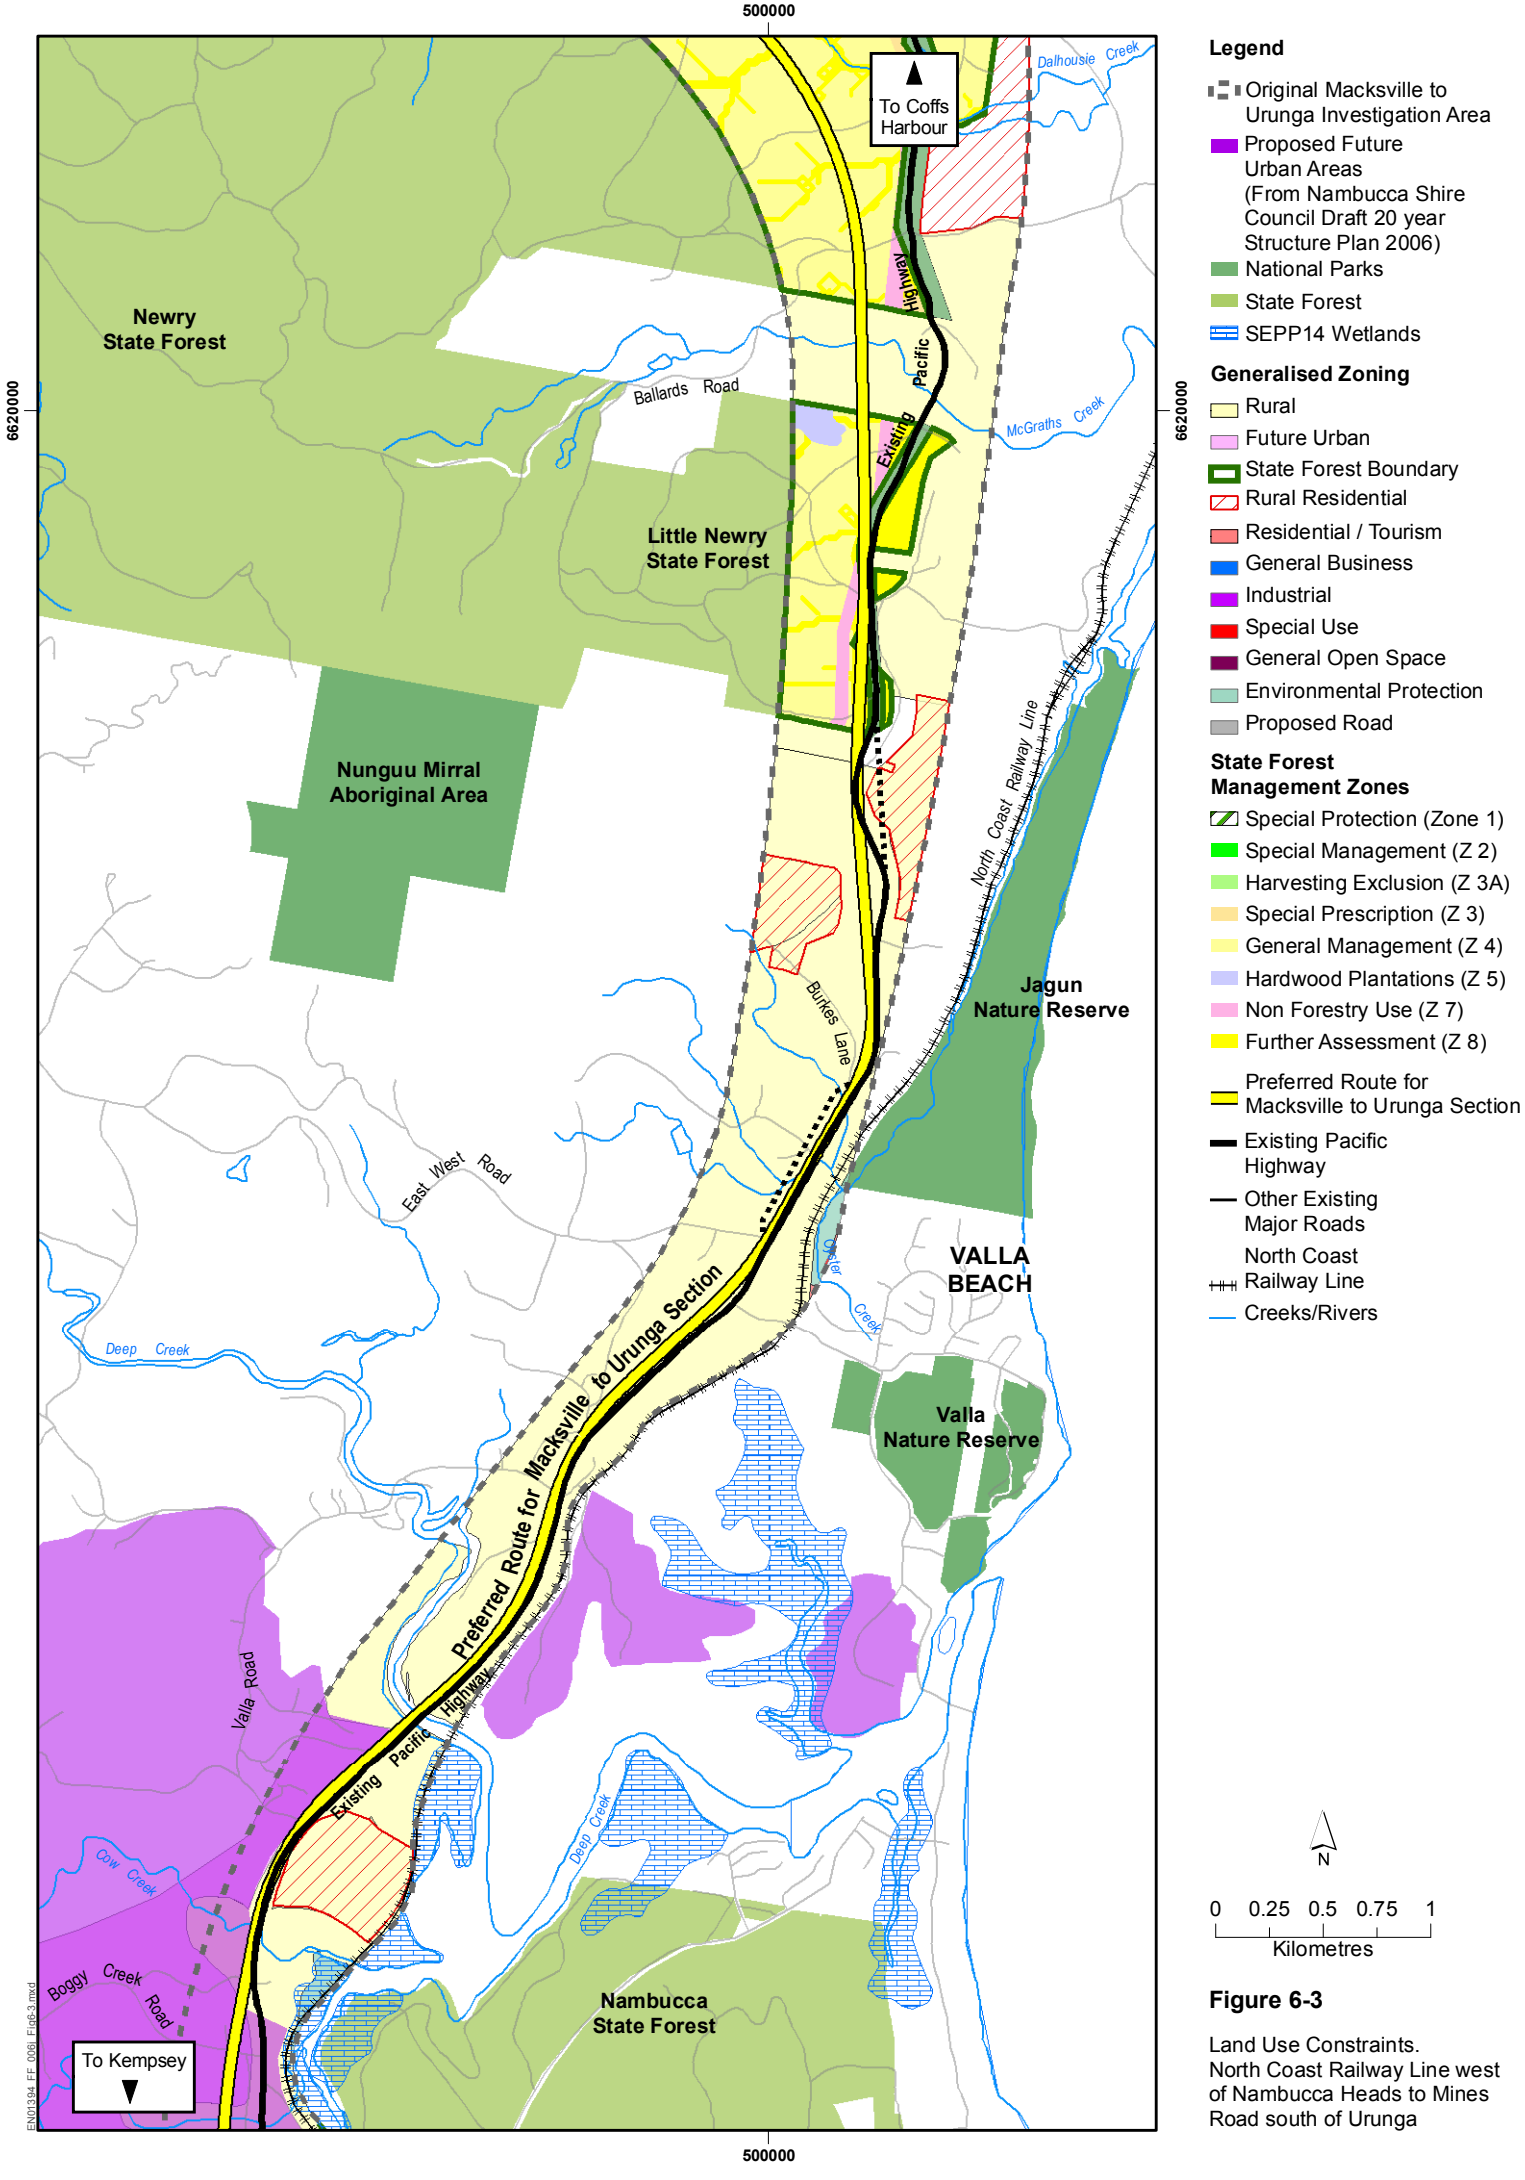 500000
6620000
6620000
500000
To Coffs
Harbour
Dalhousie Creek
Newry
State Forest
Ballards Road
Highway
Pacific
Existing
McGraths Creek
Little Newry
State Forest
Nunguu Mirral
Aboriginal Area
North Coast Railway Line
Jagun
Nature Reserve
Burkes Lane
East West Road
VALLA
BEACH
Oyster
Creek
Deep Creek
Preferred Route for Macksville to Urunga Section
Valla
Nature Reserve
Valla Road
Existing Pacific Highway
Deep Creek
Cow Creek
Boggy Creek Road
To Kempsey
Nambucca
State Forest
EN01394_FF_006i_Fig6-3.mxd
Legend
Original Macksville to
Urunga Investigation Area
Proposed Future
Urban Areas
(From Nambucca Shire
Council Draft 20 year
Structure Plan 2006)
National Parks
State Forest
SEPP14 Wetlands
Generalised Zoning
Rural
Future Urban
State Forest Boundary
Rural Residential
Residential / Tourism
General Business
Industrial
Special Use
General Open Space
Environmental Protection
Proposed Road
State Forest
Management Zones
Special Protection (Zone 1)
Special Management (Z 2)
Harvesting Exclusion (Z 3A)
Special Prescription (Z 3)
General Management (Z 4)
Hardwood Plantations (Z 5)
Non Forestry Use (Z 7)
Further Assessment (Z 8)
Preferred Route for
Macksville to Urunga Section
Existing Pacific
Highway
Other Existing
Major Roads
North Coast
Railway Line
Creeks/Rivers
N
0 0.25 0.5 0.75 1
Kilometres
Figure 6-3
Land Use Constraints.
North Coast Railway Line west
of Nambucca Heads to Mines
Road south of Urunga